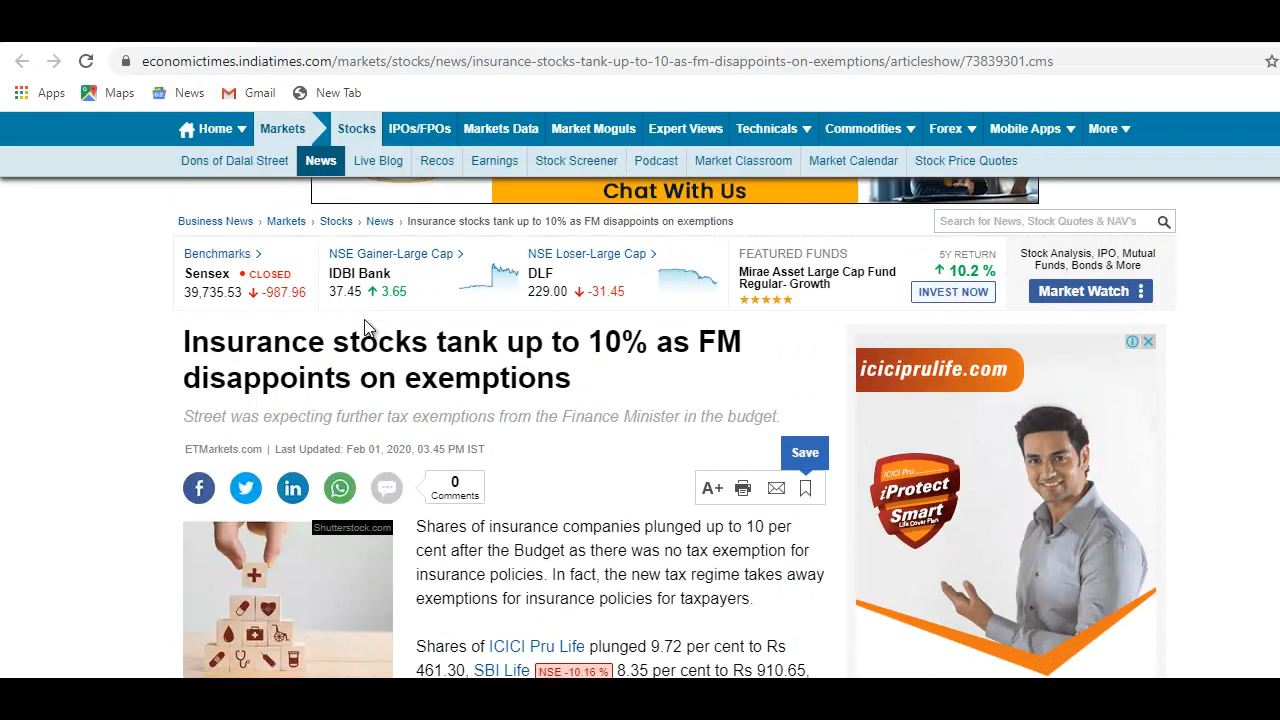 economictimes.indiatimes.com/markets/stocks/news/insurance-stocks-tank-up-to-10-as-fm-disappoints-on-exemptions/articleshow/73839301.cms
Apps Maps News Gmail New Tab
Home Markets Stocks IPOs/FPOs Markets Data Market Moguls Expert Views Technicals Commodities Forex Mobile Apps More
Dons of Dalal Street News Live Blog Recos Earnings Stock Screener Podcast Market Classroom Market Calendar Stock Price Quotes
Chat With Us
Business News › Markets › Stocks › News › Insurance stocks tank up to 10% as FM disappoints on exemptions
Search for News, Stock Quotes & NAV's
Benchmarks
Sensex CLOSED
39,735.53 -987.96
NSE Gainer-Large Cap
IDBI Bank
37.45 3.65
NSE Loser-Large Cap
DLF
229.00 -31.45
FEATURED FUNDS
Mirae Asset Large Cap Fund
Regular- Growth
5Y RETURN
10.2 %
INVEST NOW
Stock Analysis, IPO, Mutual
Funds, Bonds & More
Market Watch
Insurance stocks tank up to 10% as FM
disappoints on exemptions
Street was expecting further tax exemptions from the Finance Minister in the budget.
ETMarkets.com | Last Updated: Feb 01, 2020, 03.45 PM IST
Save
0
Comments
A+
Shutterstock.com
Shares of insurance companies plunged up to 10 per
cent after the Budget as there was no tax exemption for
insurance policies. In fact, the new tax regime takes away
exemptions for insurance policies for taxpayers.
Shares of ICICI Pru Life plunged 9.72 per cent to Rs
461.30, SBI Life NSE -10.16 % 8.35 per cent to Rs 910.65,
iciciprulife.com
ICICI Pru
iProtect
Smart
Life Cover Plan